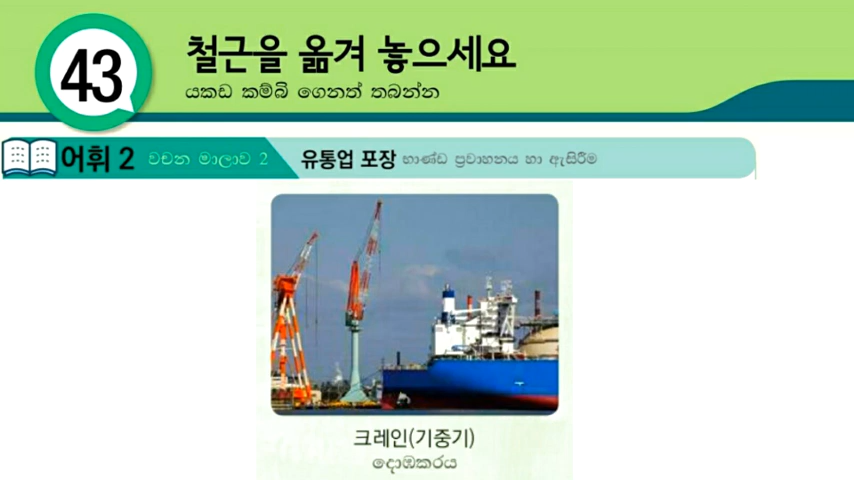 43
철근을 옮겨 놓으세요
යකඩ කම්බි ගෙනත් තබන්න
어휘 2 වචන මාලාව 2 유통업 포장 භාණ්ඩ ප්‍රවාහනය හා ඇසිරීම
크레인(기중기)
දොඹකරය